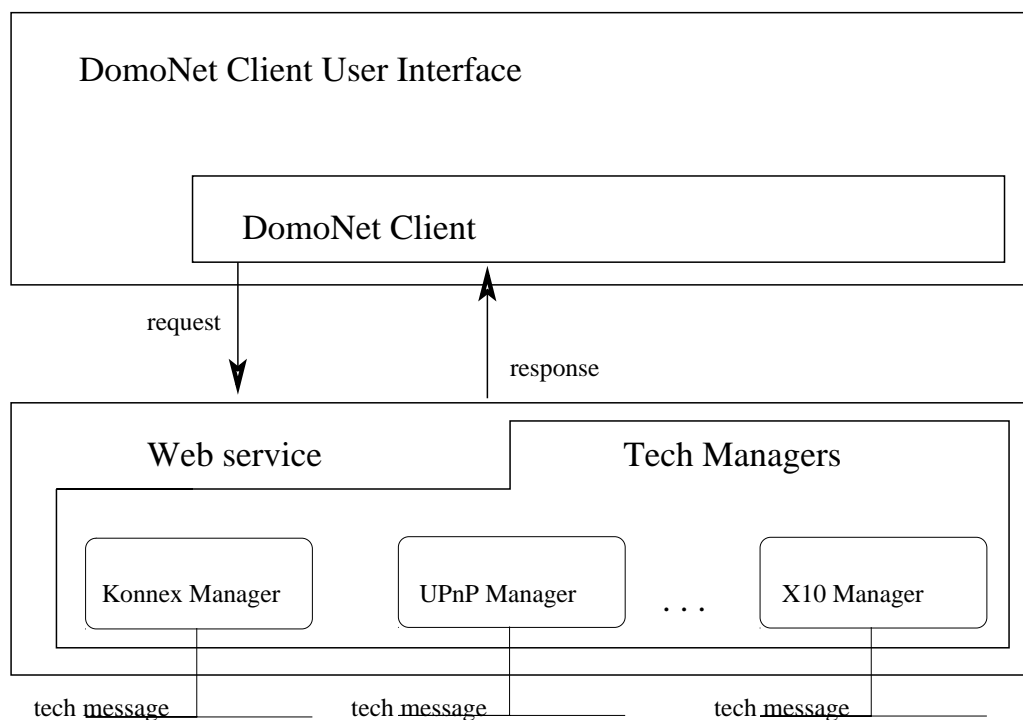 DomoNet Client User Interface
DomoNet Client
request
response
Web service
Tech Managers
Konnex Manager
UPnP Manager
. . .
X10 Manager
tech message
tech message
tech message